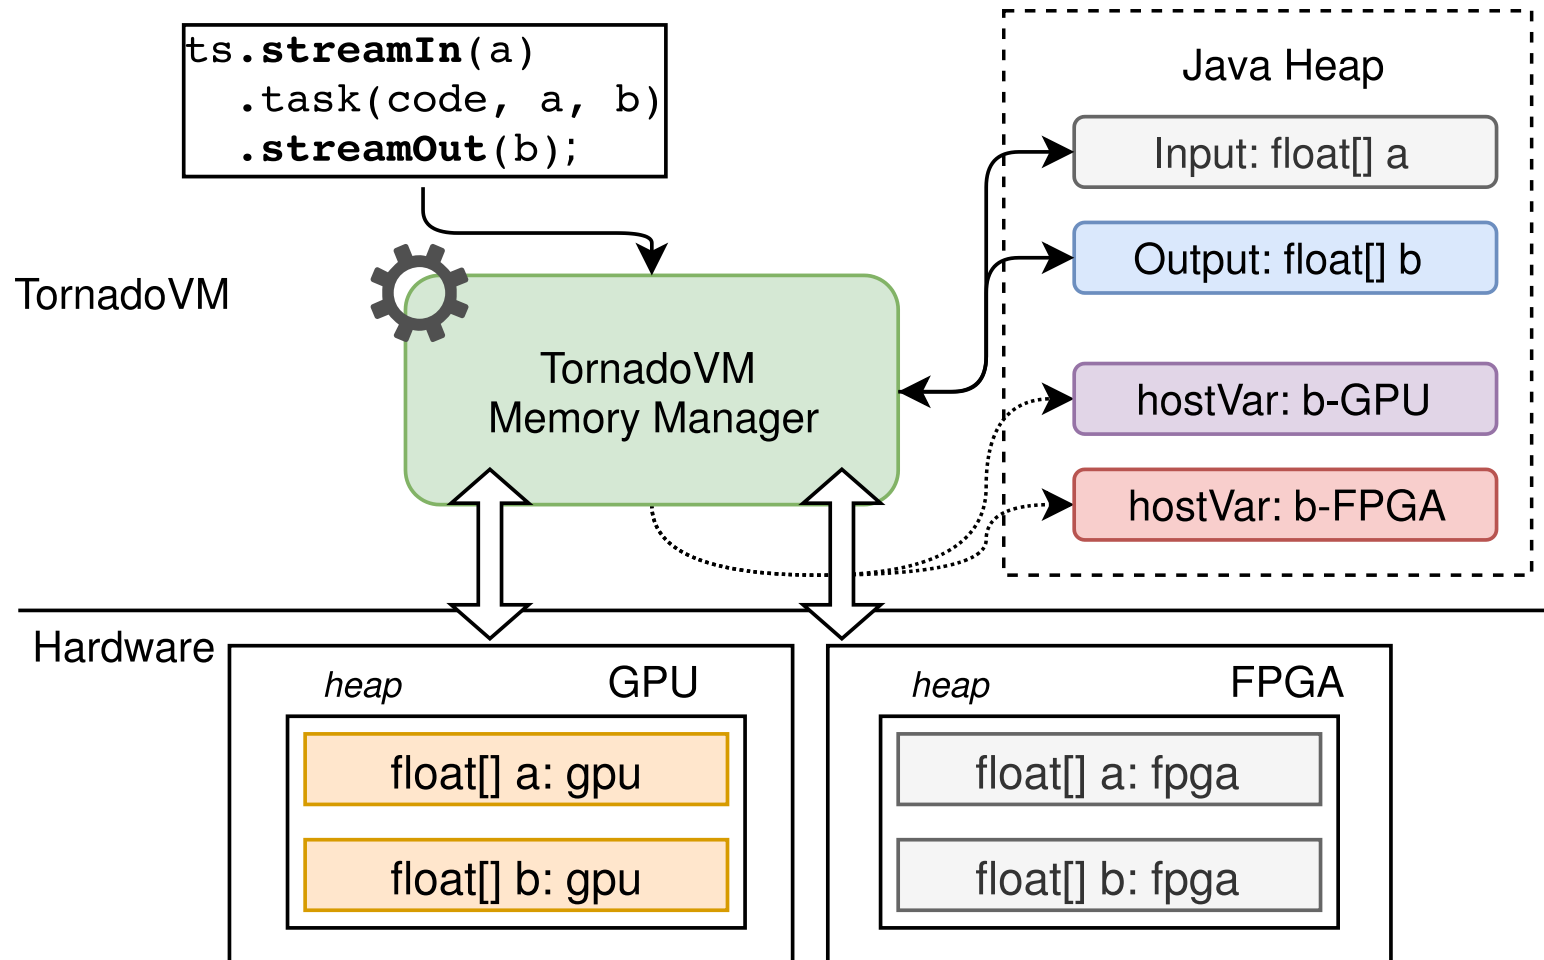 ts.streamIn(a)
.task(code, a, b)
.streamOut(b);
Java Heap
Input: float[] a
Output: float[] b
TornadoVM
TornadoVM
Memory Manager
hostVar: b-GPU
hostVar: b-FPGA
Hardware
heap GPU
float[] a: gpu
float[] b: gpu
heap FPGA
float[] a: fpga
float[] b: fpga